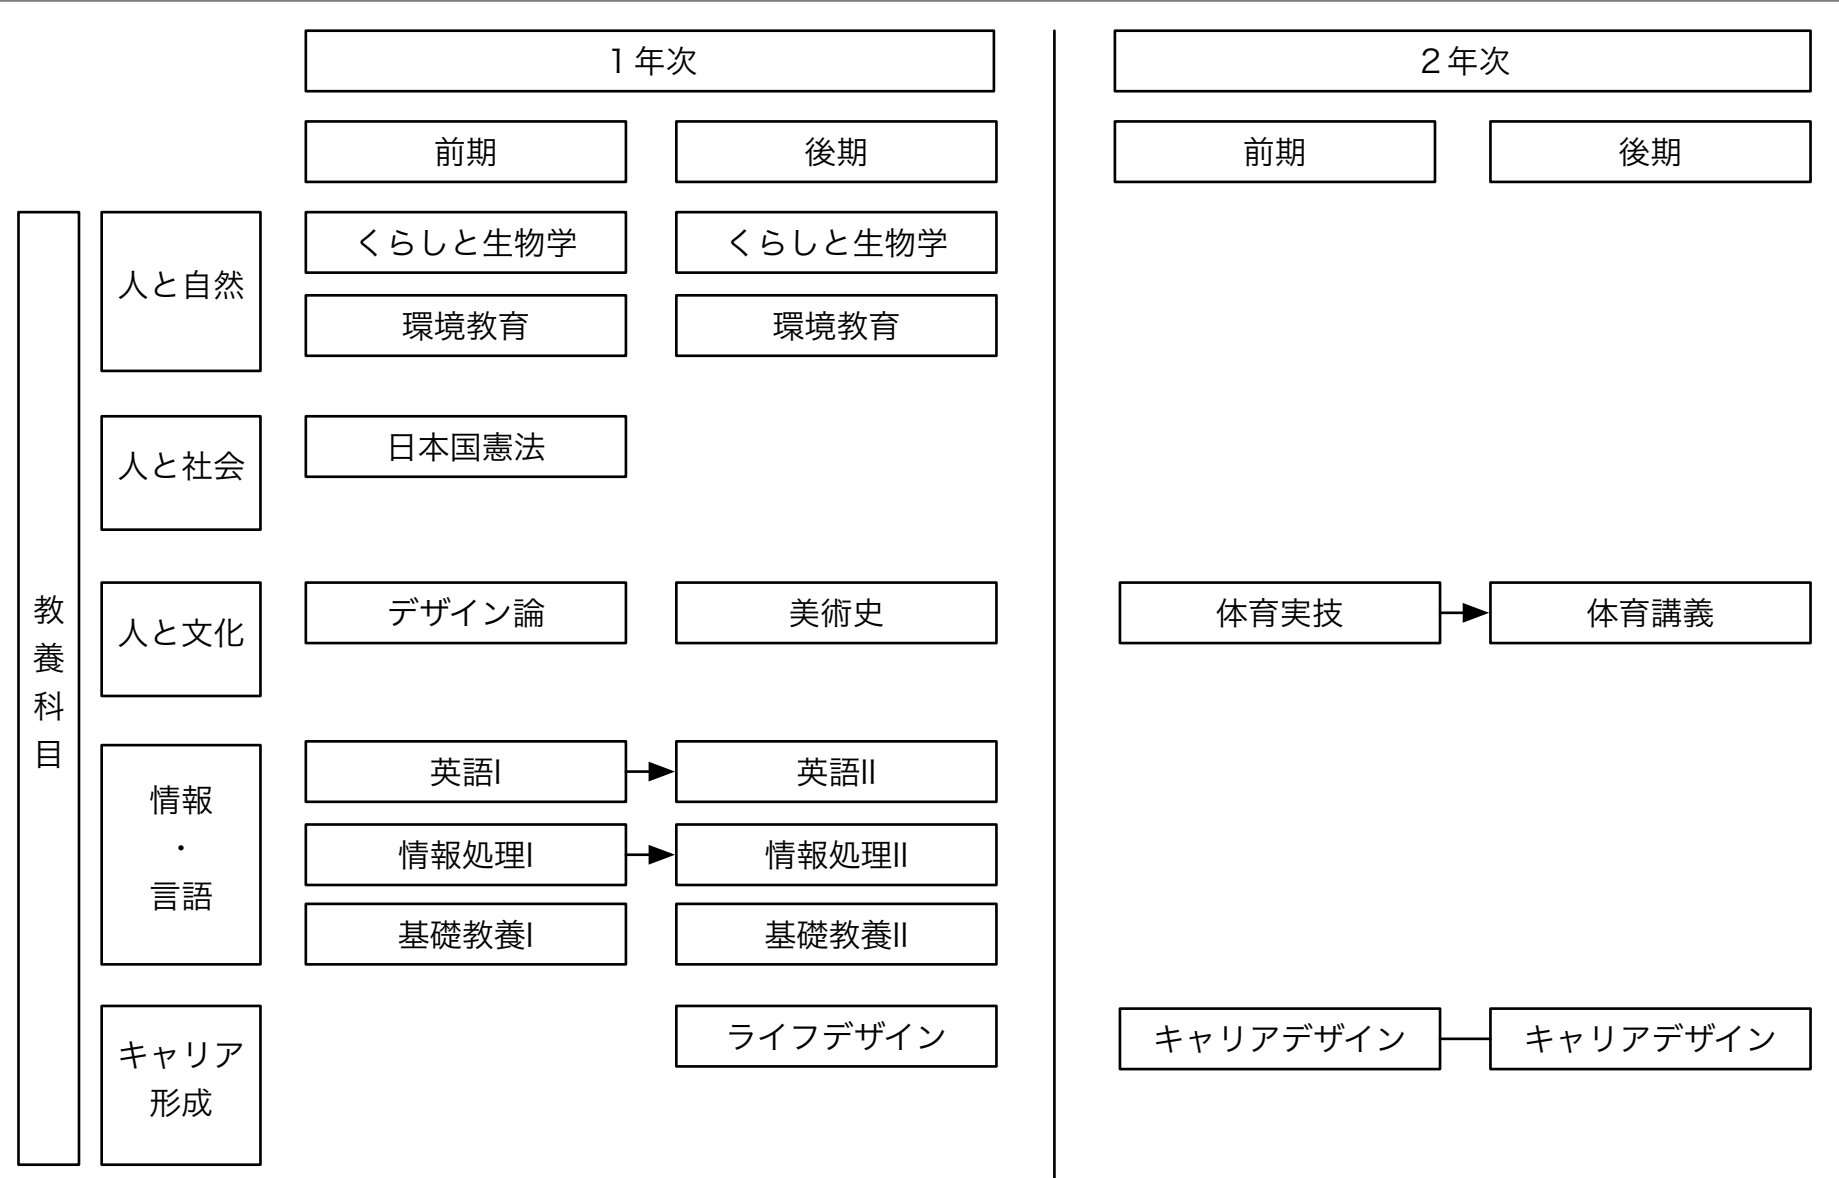 １年次
２年次
前期
後期
前期
後期
教養科目
人と自然
くらしと生物学
くらしと生物学
環境教育
環境教育
人と社会
日本国憲法
人と文化
デザイン論
美術史
体育実技
体育講義
情報
・
言語
英語I
英語II
情報処理I
情報処理II
基礎教養I
基礎教養II
キャリア
形成
ライフデザイン
キャリアデザイン
キャリアデザイン